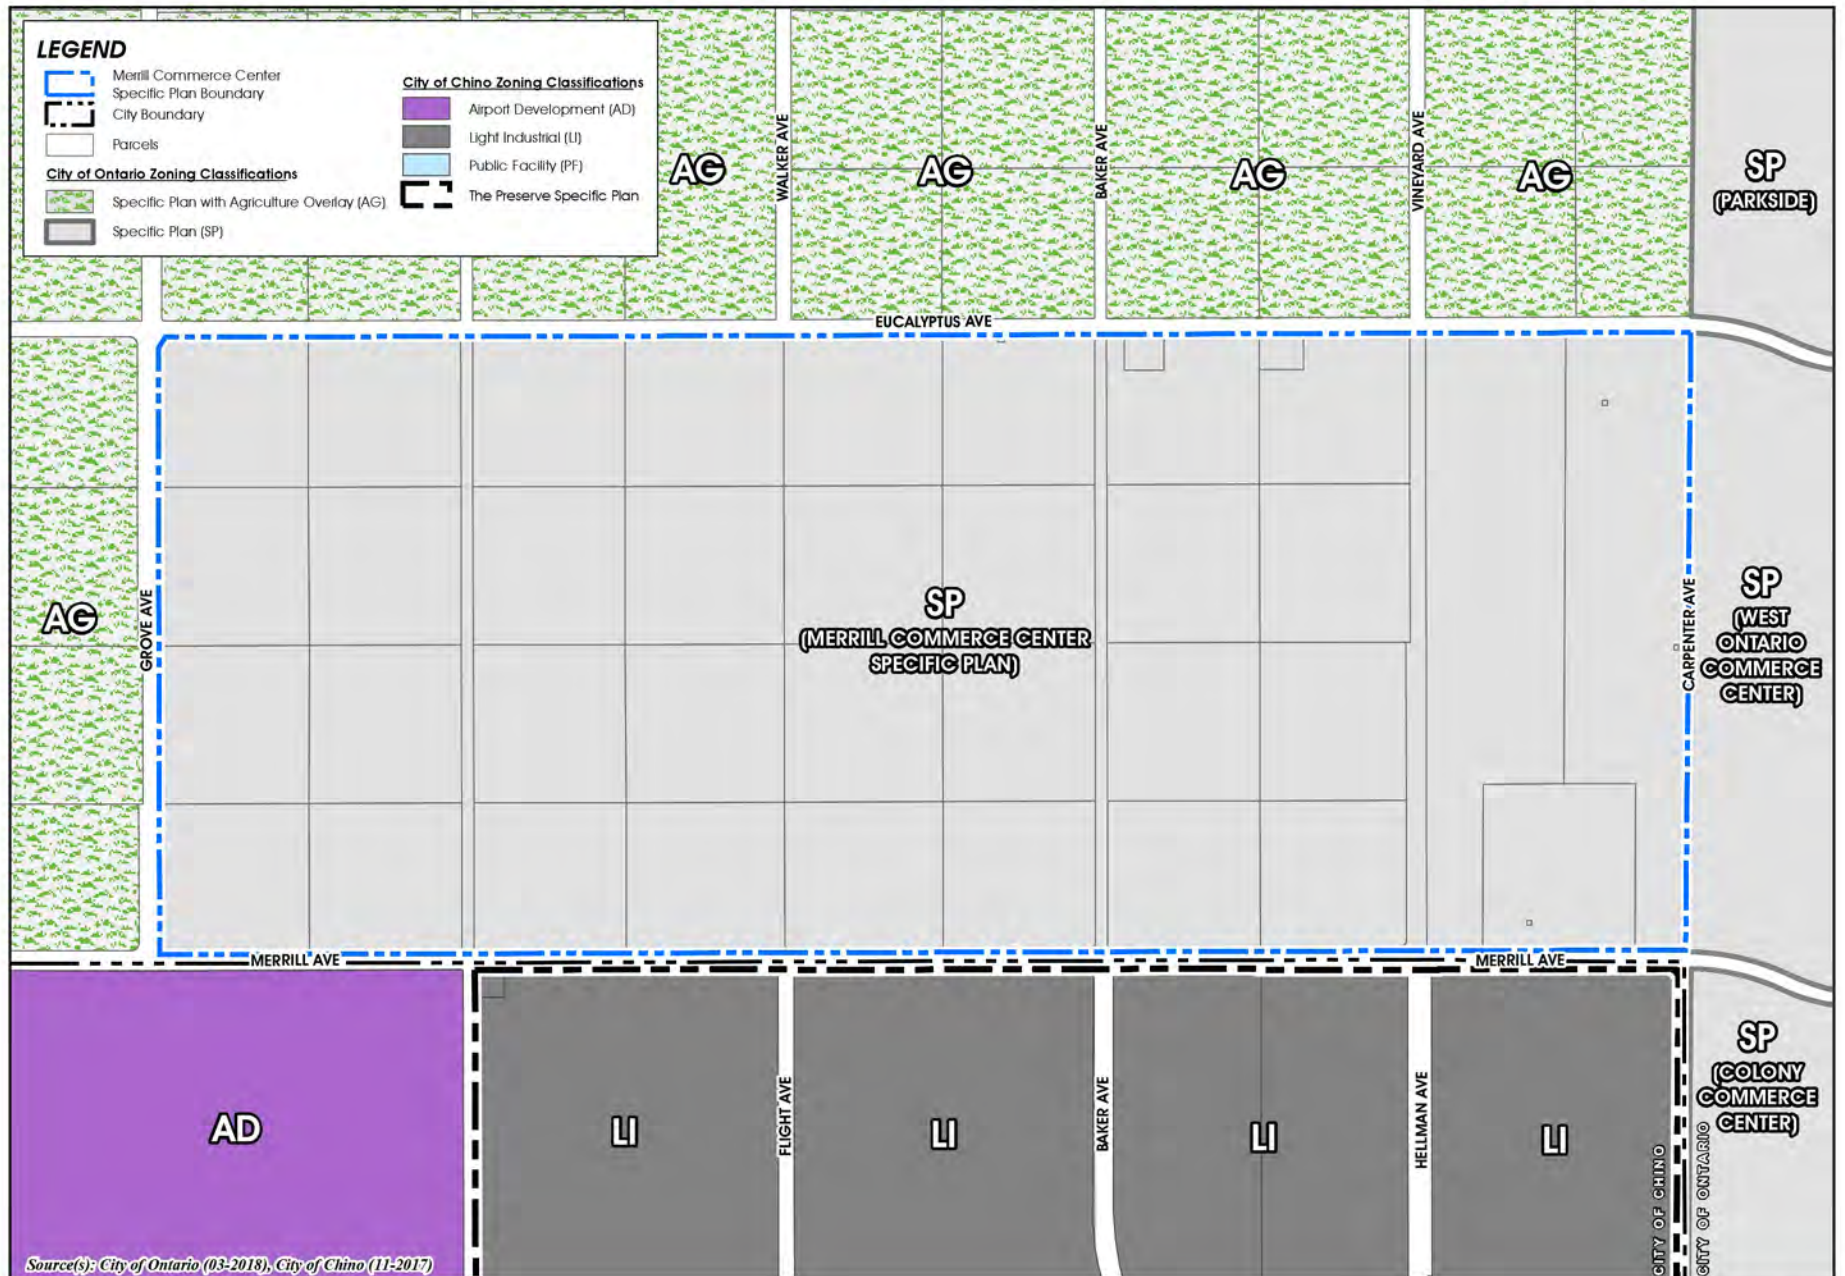 LEGEND
Merrill Commerce Center
Specific Plan Boundary
City Boundary
Parcels
City of Ontario Zoning Classifications
Specific Plan with Agriculture Overlay (AG)
Specific Plan (SP)
City of Chino Zoning Classifications
Airport Development (AD)
Light Industrial (LI)
Public Facility (PF)
The Preserve Specific Plan
AG
WALKER AVE
AG
BAKER AVE
AG
VINEYARD AVE
AG
SP
(PARKSIDE)
EUCALYPTUS AVE
AG
GROVE AVE
SP
(MERRILL COMMERCE CENTER
SPECIFIC PLAN)
CARPENTER AVE
SP
(WEST
ONTARIO
COMMERCE
CENTER)
MERRILL AVE
MERRILL AVE
AD
LI
FLIGHT AVE
LI
BAKER AVE
LI
HELLMAN AVE
LI
CITY OF CHINO
CITY OF ONTARIO
SP
(COLONY
COMMERCE
CENTER)
Source(s): City of Ontario (03-2018), City of Chino (11-2017)